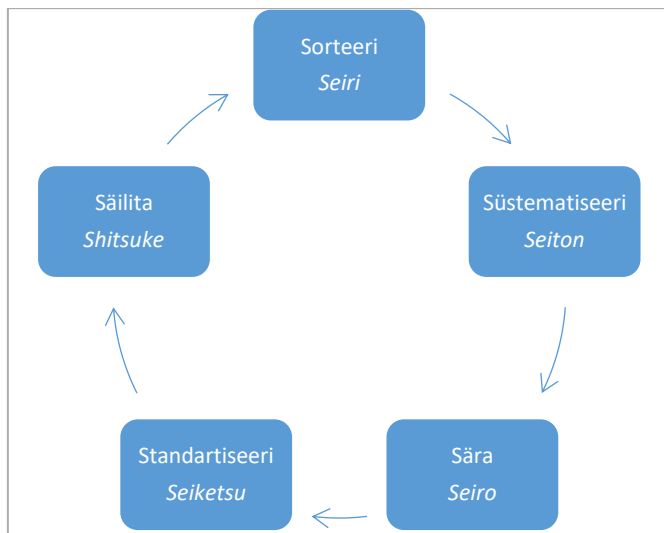 Sorteeri
Seiri
Süstematiseeri
Seiton
Sära
Seiro
Standartiseeri
Seiketsu
Säilita
Shitsuke